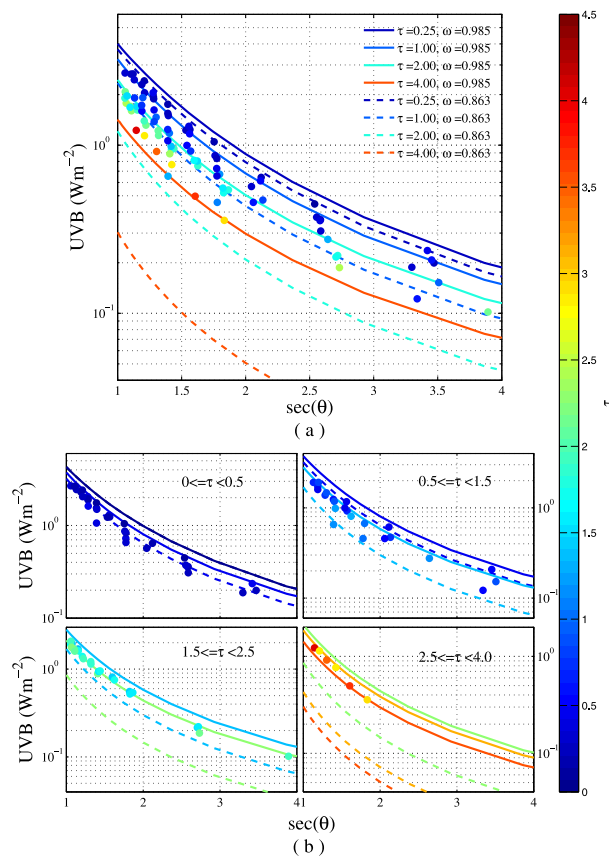 τ =0.25; ω =0.985
τ =1.00; ω =0.985
τ =2.00; ω =0.985
τ =4.00; ω =0.985
τ =0.25; ω =0.863
τ =1.00; ω =0.863
τ =2.00; ω =0.863
τ =4.00; ω =0.863
10⁰
10⁻¹
UVB (Wm⁻²)
1 1.5 2 2.5 3 3.5 4
sec(θ)
( a )
4.5
4
3.5
3
2.5
2
1.5
1
0.5
0
τ
0<=τ <0.5
10⁰
10⁻¹
UVB (Wm⁻²)
0.5<=τ <1.5
10⁰
10⁻¹
1.5<=τ <2.5
10⁰
10⁻¹
UVB (Wm⁻²)
1 2 3 4
2.5<=τ <4.0
10⁰
10⁻¹
1 2 3 4
sec(θ)
( b )